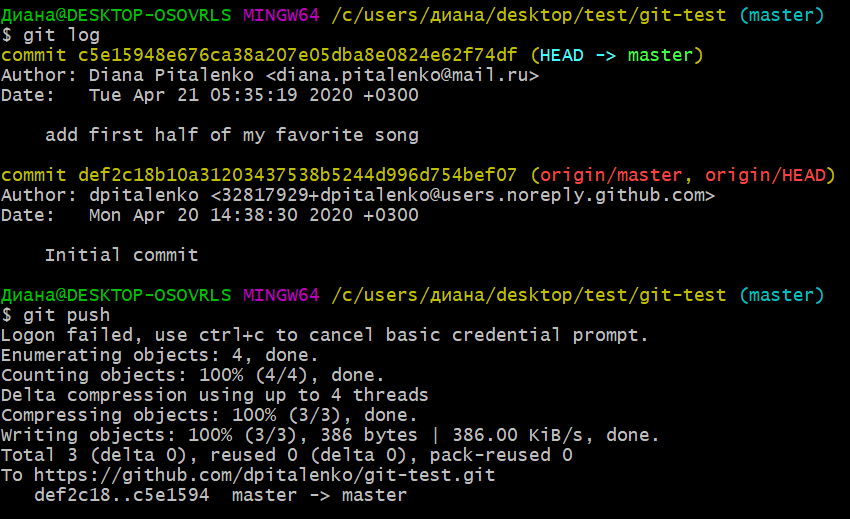 Диана@DESKTOP-OSOVRLS MINGW64 /c/users/диана/desktop/test/git-test (master)
$ git log
commit c5e15948e676ca38a207e05dba8e0824e62f74df (HEAD -> master)
Author: Diana Pitalenko <diana.pitalenko@mail.ru>
Date:   Tue Apr 21 05:35:19 2020 +0300
    add first half of my favorite song
commit def2c18b10a31203437538b5244d996d754bef07 (origin/master, origin/HEAD)
Author: dpitalenko <32817929+dpitalenko@users.noreply.github.com>
Date:   Mon Apr 20 14:38:30 2020 +0300
    Initial commit
Диана@DESKTOP-OSOVRLS MINGW64 /c/users/диана/desktop/test/git-test (master)
$ git push
Logon failed, use ctrl+c to cancel basic credential prompt.
Enumerating objects: 4, done.
Counting objects: 100% (4/4), done.
Delta compression using up to 4 threads
Compressing objects: 100% (3/3), done.
Writing objects: 100% (3/3), 386 bytes | 386.00 KiB/s, done.
Total 3 (delta 0), reused 0 (delta 0), pack-reused 0
To https://github.com/dpitalenko/git-test.git
   def2c18..c5e1594  master -> master